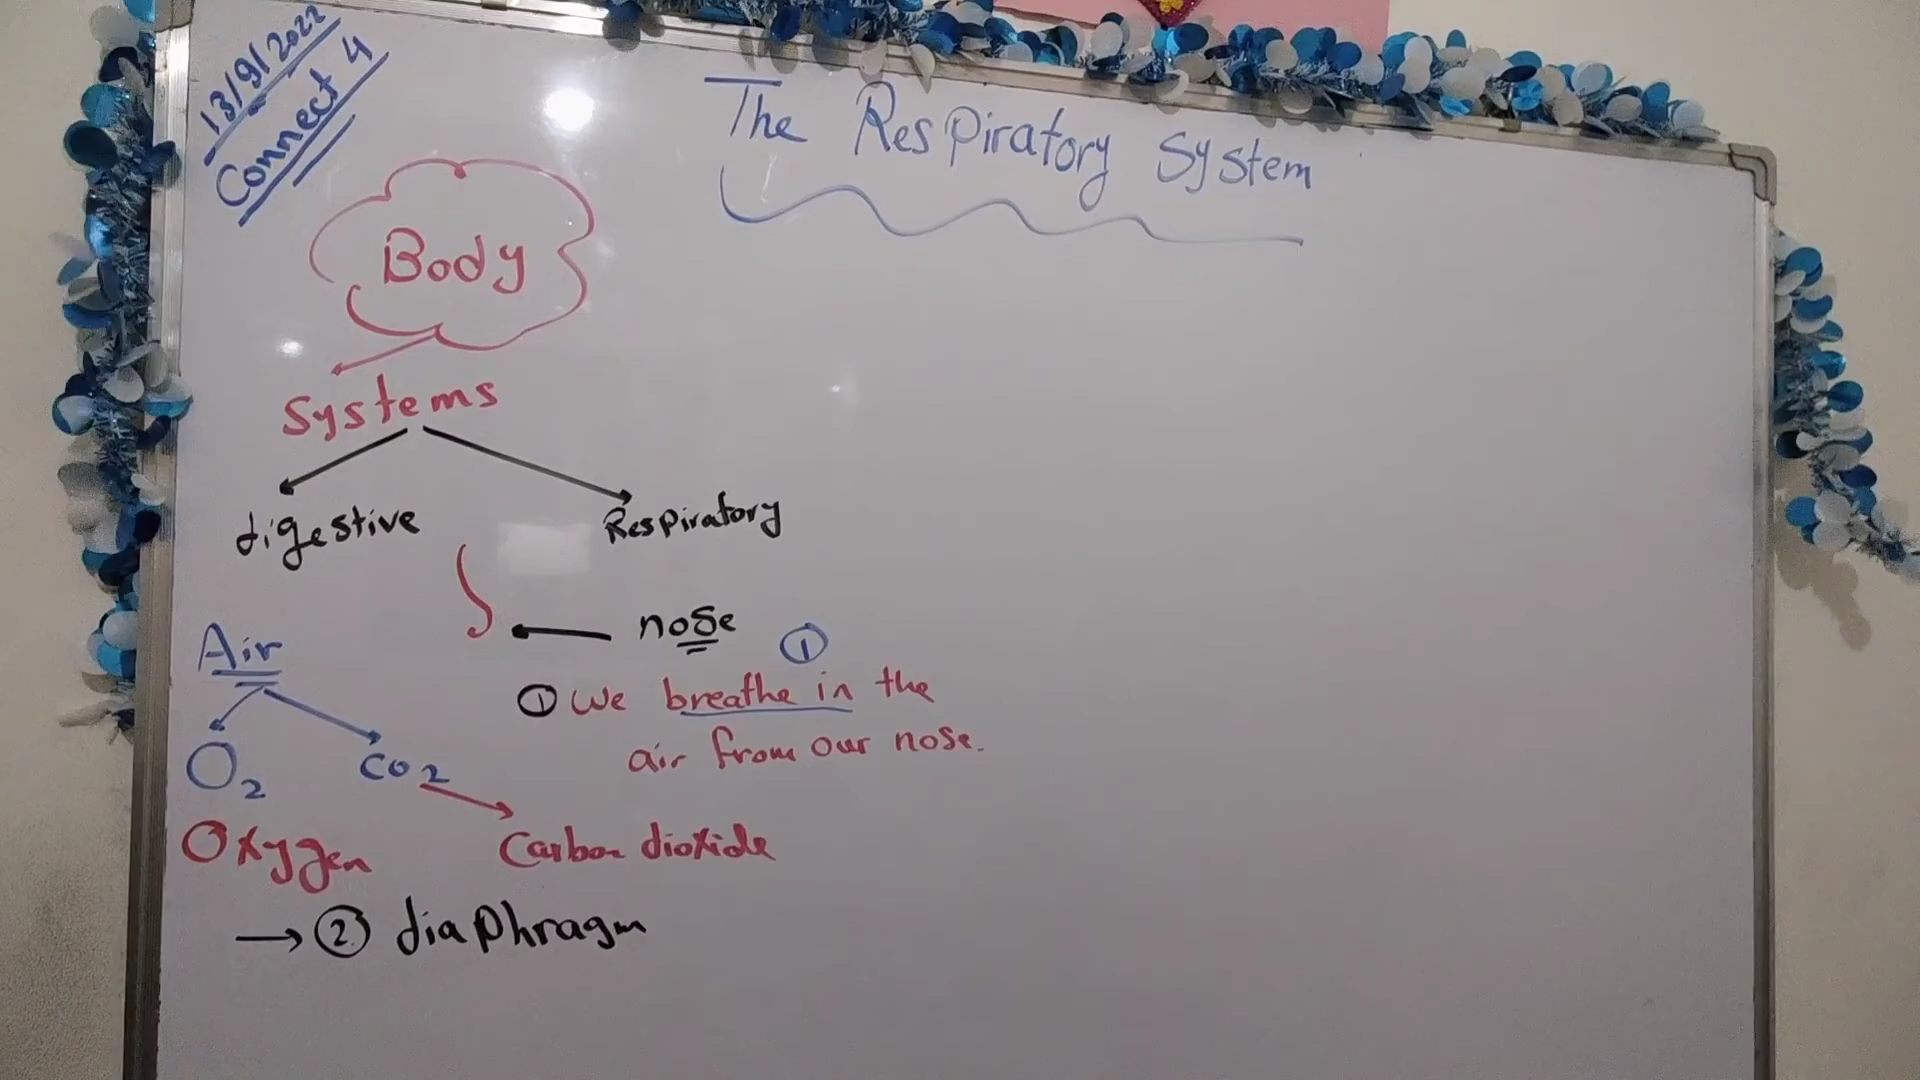 13/9/2022
Connect 4
The Respiratory System
Body
Systems
digestive
Respiratory
nose
①
① We breathe in the
air from our nose.
Air
O2
CO2
Oxygen
Carbon dioxide
→ ② diaphragm